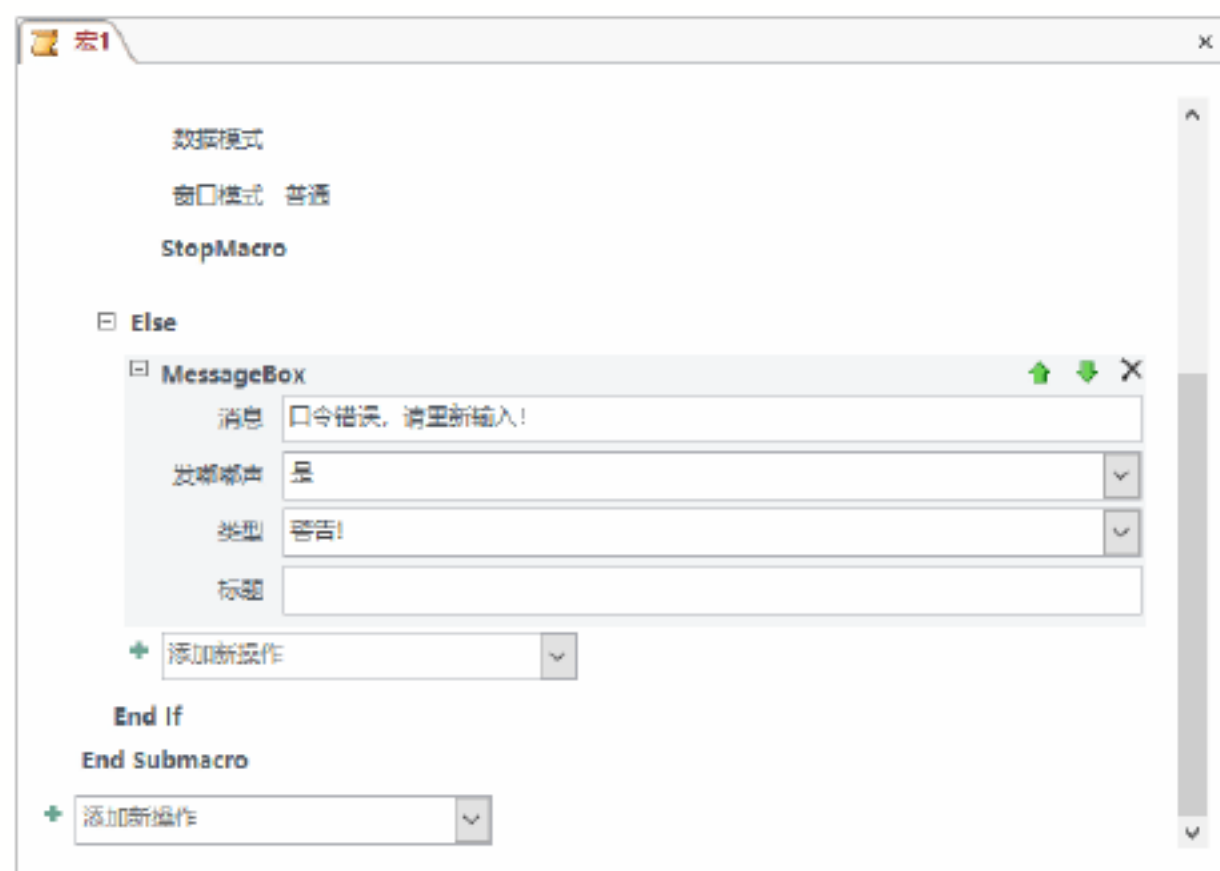 宏1
数据模式
窗口模式 普通
StopMacro
Else
MessageBox
消息 口令错误，请重新输入！
发嘟嘟声 是
类型 警告!
标题
添加新操作
End If
End Submacro
添加新操作